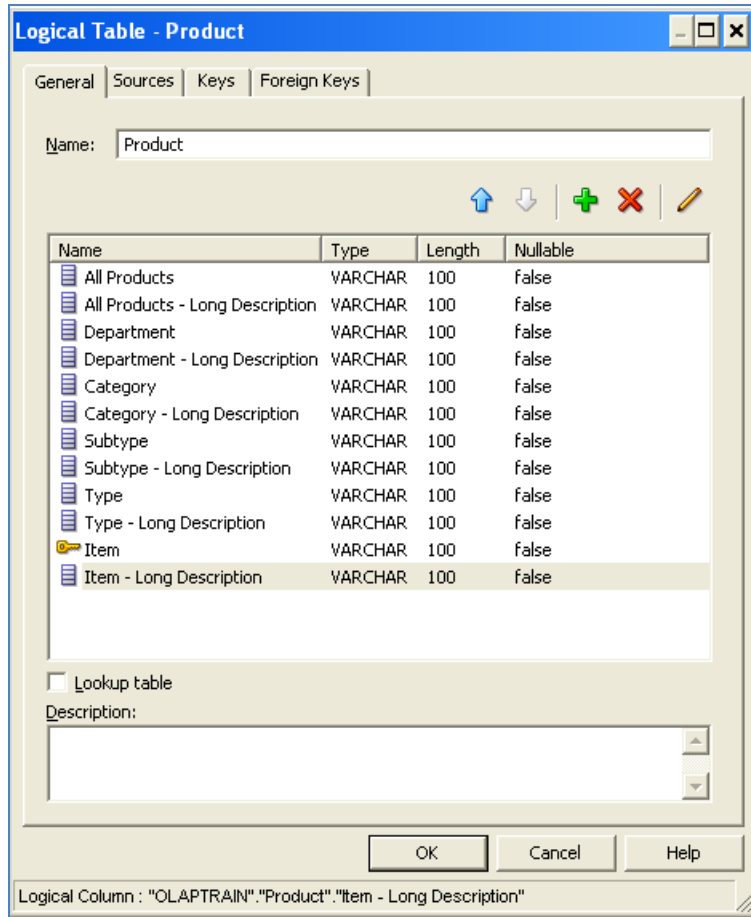 Logical Table - Product
General Sources Keys Foreign Keys
Name: Product
Name Type Length Nullable
All Products VARCHAR 100 false
All Products - Long Description VARCHAR 100 false
Department VARCHAR 100 false
Department - Long Description VARCHAR 100 false
Category VARCHAR 100 false
Category - Long Description VARCHAR 100 false
Subtype VARCHAR 100 false
Subtype - Long Description VARCHAR 100 false
Type VARCHAR 100 false
Type - Long Description VARCHAR 100 false
Item VARCHAR 100 false
Item - Long Description VARCHAR 100 false
Lookup table
Description:
OK Cancel Help
Logical Column : "OLAPTRAIN"."Product"."Item - Long Description"